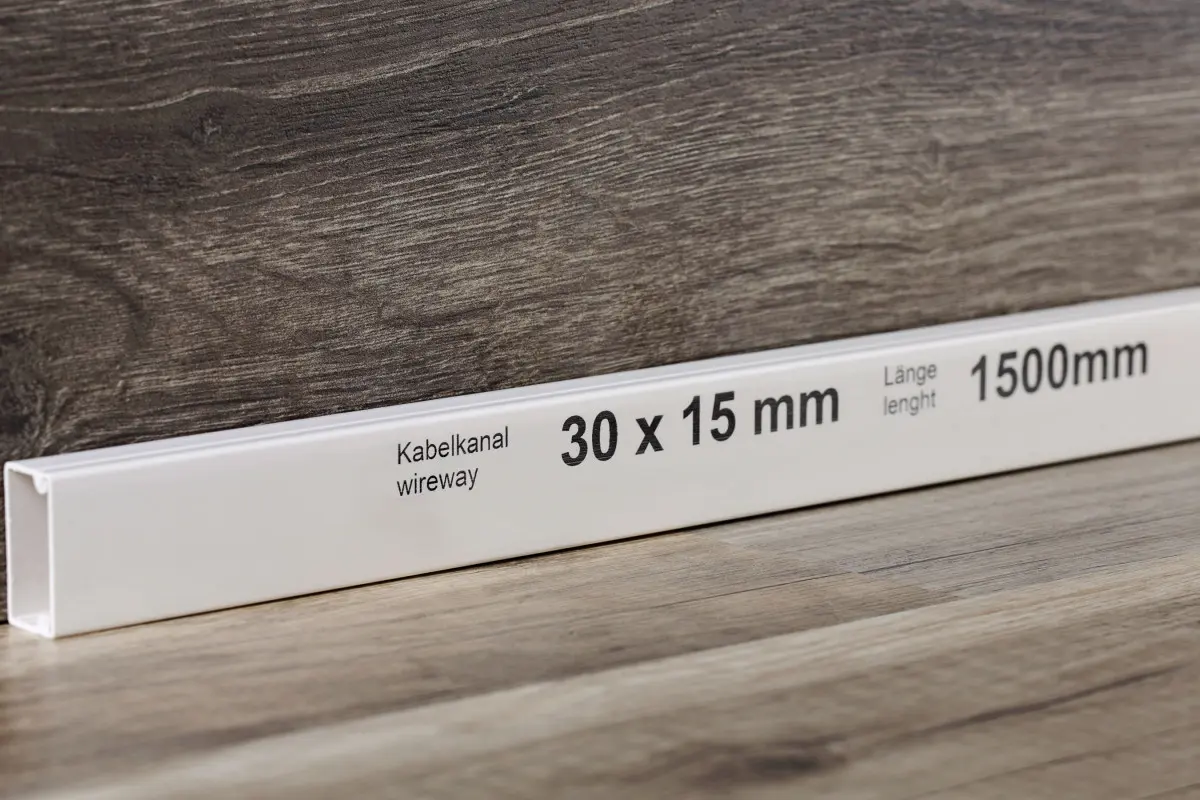 Kabelkanal
wireway
30 x 15 mm
Länge
lenght
1500mm